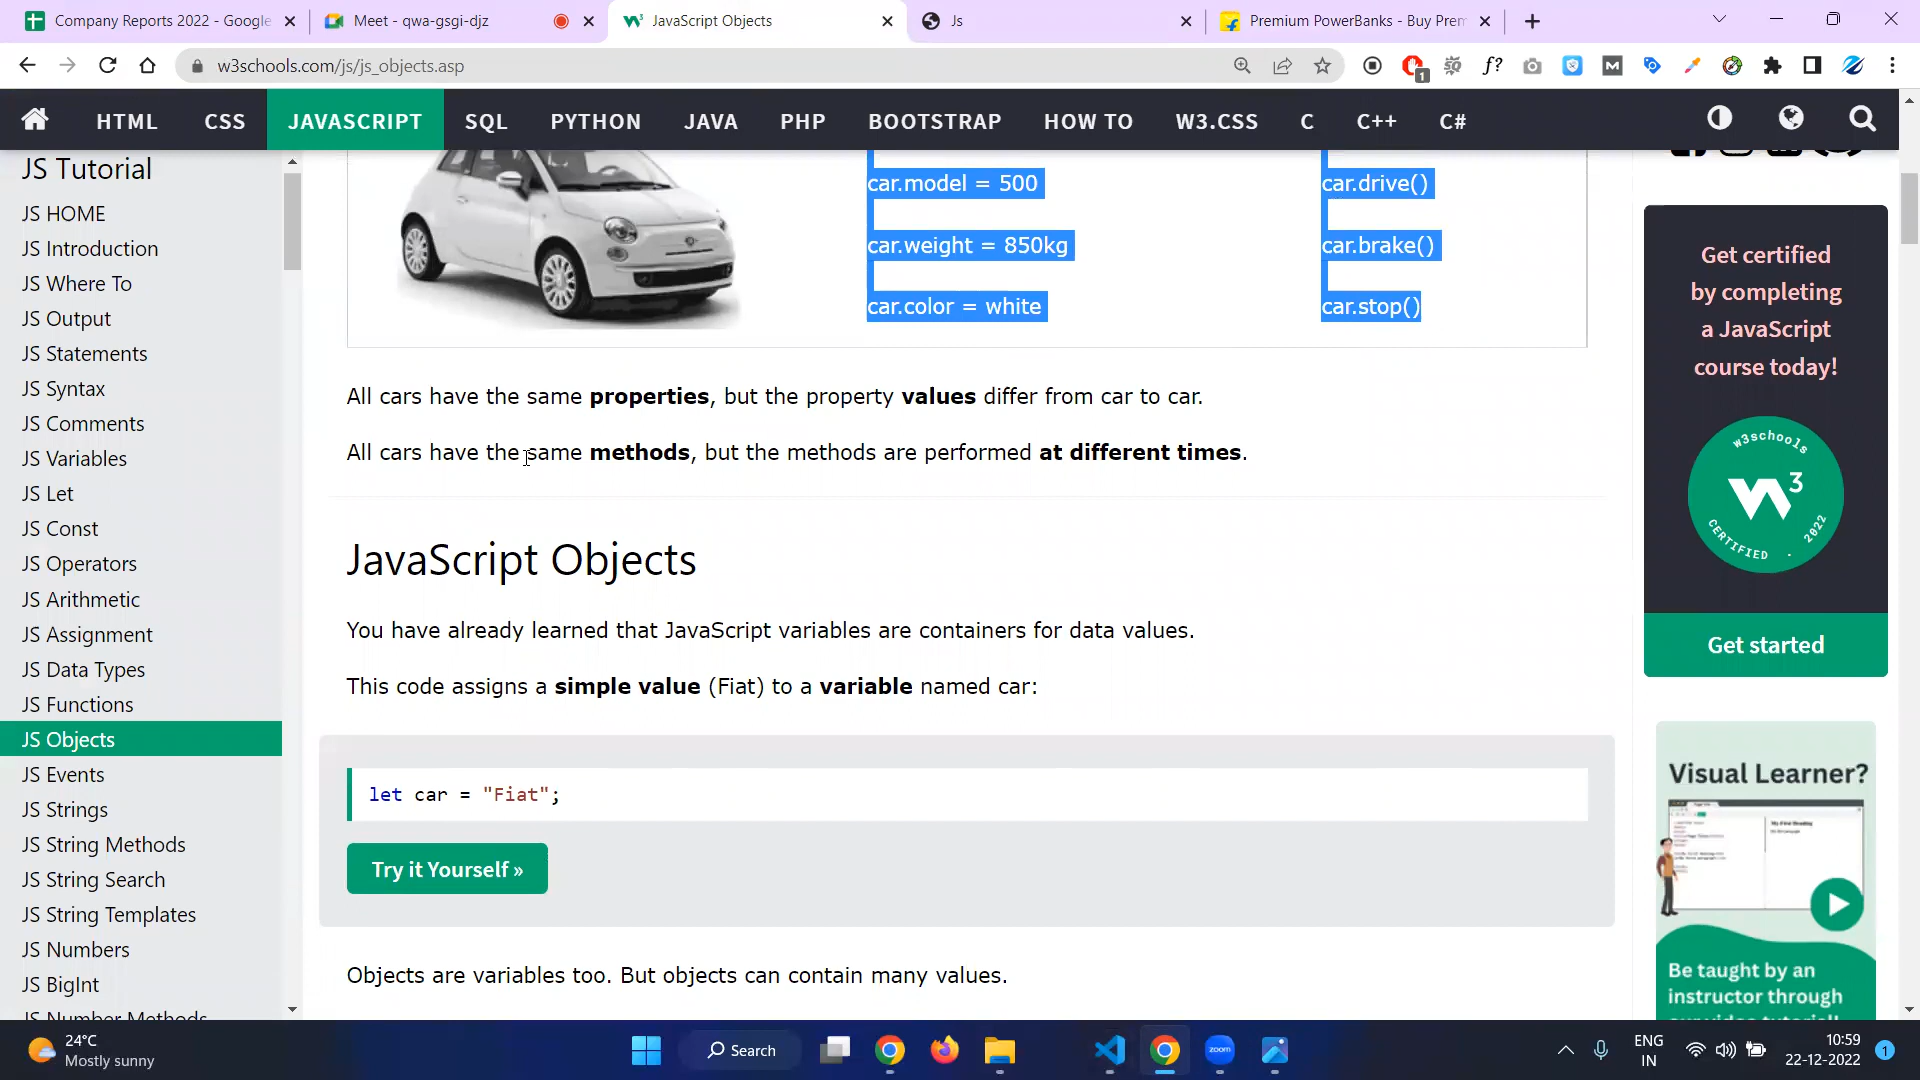 Company Reports 2022 - Google
Meet - qwa-gsgi-djz
JavaScript Objects
Js
Premium PowerBanks - Buy Prem
w3schools.com/js/js_objects.asp
1
f?
M
HTML
CSS
JAVASCRIPT
SQL
PYTHON
JAVA
PHP
BOOTSTRAP
HOW TO
W3.CSS
C
C++
C#
JS Tutorial
JS HOME
JS Introduction
JS Where To
JS Output
JS Statements
JS Syntax
JS Comments
JS Variables
JS Let
JS Const
JS Operators
JS Arithmetic
JS Assignment
JS Data Types
JS Functions
JS Objects
JS Events
JS Strings
JS String Methods
JS String Search
JS String Templates
JS Numbers
JS BigInt
JS Number Methods
car.model = 500
car.drive()
car.weight = 850kg
car.brake()
car.color = white
car.stop()
All cars have the same properties, but the property values differ from car to car.
All cars have the same methods, but the methods are performed at different times.
JavaScript Objects
You have already learned that JavaScript variables are containers for data values.
This code assigns a simple value (Fiat) to a variable named car:
let car = "Fiat";
Try it Yourself »
Objects are variables too. But objects can contain many values.
Get certified
by completing
a JavaScript
course today!
w3schools
W3
CERTIFIED . 2022
Get started
Visual Learner?
Be taught by an
instructor through
24°C
Mostly sunny
Search
zoom
ENG
IN
10:59
22-12-2022
1